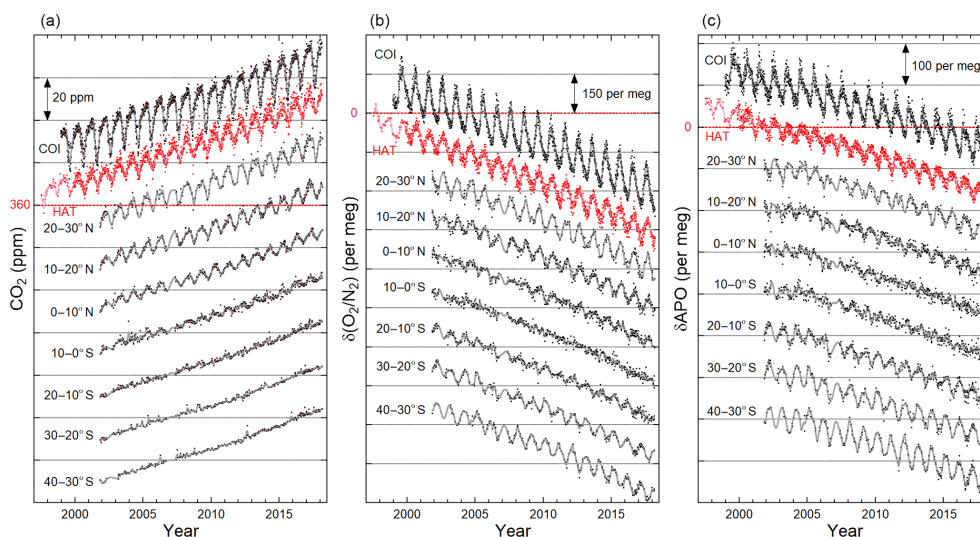 (a)
CO₂ (ppm)
20 ppm
COI
360
HAT
20–30° N
10–20° N
0–10° N
10–0° S
20–10° S
30–20° S
40–30° S
2000 2005 2010 2015
Year
(b)
δ(O₂/N₂) (per meg)
COI
150 per meg
0
HAT
20–30° N
10–20° N
0–10° N
10–0° S
20–10° S
30–20° S
40–30° S
2000 2005 2010 2015
Year
(c)
δAPO (per meg)
COI
100 per meg
0
HAT
20–30° N
10–20° N
0–10° N
10–0° S
20–10° S
30–20° S
40–30° S
2000 2005 2010 2015
Year